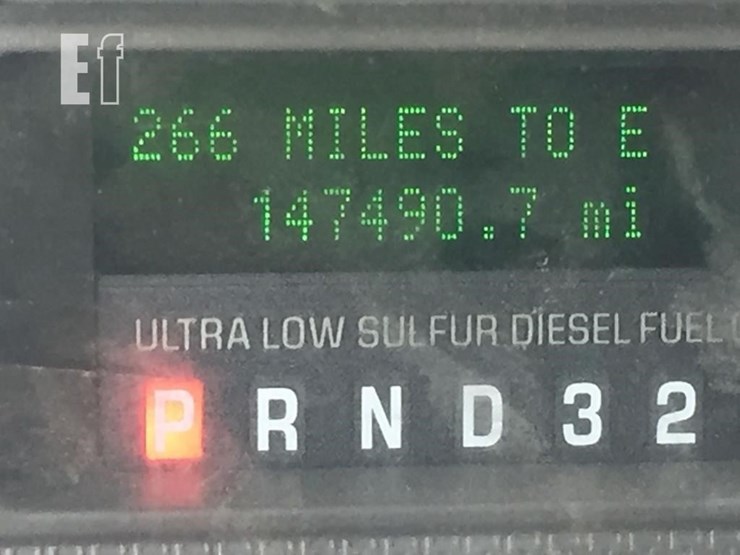 Ef
266 MILES TO E
147490.7 mi
ULTRA LOW SULFUR DIESEL FUEL
P R N D 3 2